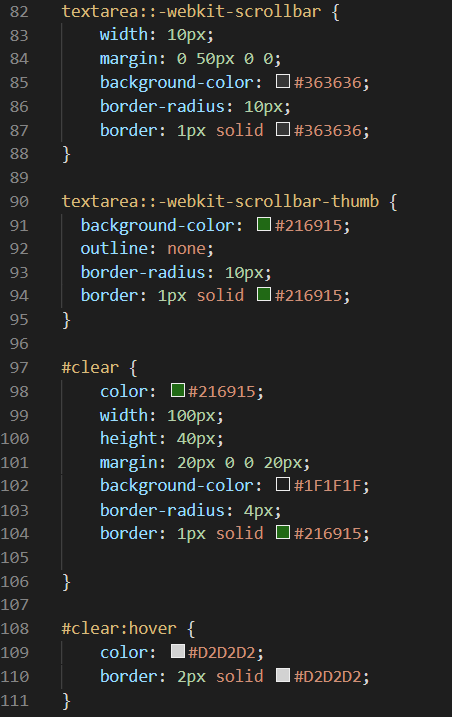 82 textarea::-webkit-scrollbar {
83 width: 10px;
84 margin: 0 50px 0 0;
85 background-color: #363636;
86 border-radius: 10px;
87 border: 1px solid #363636;
88 }
89
90 textarea::-webkit-scrollbar-thumb {
91 background-color: #216915;
92 outline: none;
93 border-radius: 10px;
94 border: 1px solid #216915;
95 }
96
97 #clear {
98 color: #216915;
99 width: 100px;
100 height: 40px;
101 margin: 20px 0 0 20px;
102 background-color: #1F1F1F;
103 border-radius: 4px;
104 border: 1px solid #216915;
105
106 }
107
108 #clear:hover {
109 color: #D2D2D2;
110 border: 2px solid #D2D2D2;
111 }